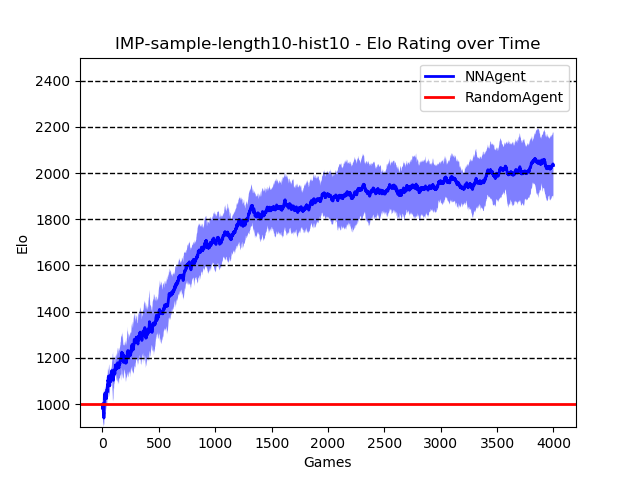 IMP-sample-length10-hist10 - Elo Rating over Time
NNAgent
RandomAgent
Elo
2400
2200
2000
1800
1600
1400
1200
1000
0 500 1000 1500 2000 2500 3000 3500 4000
Games